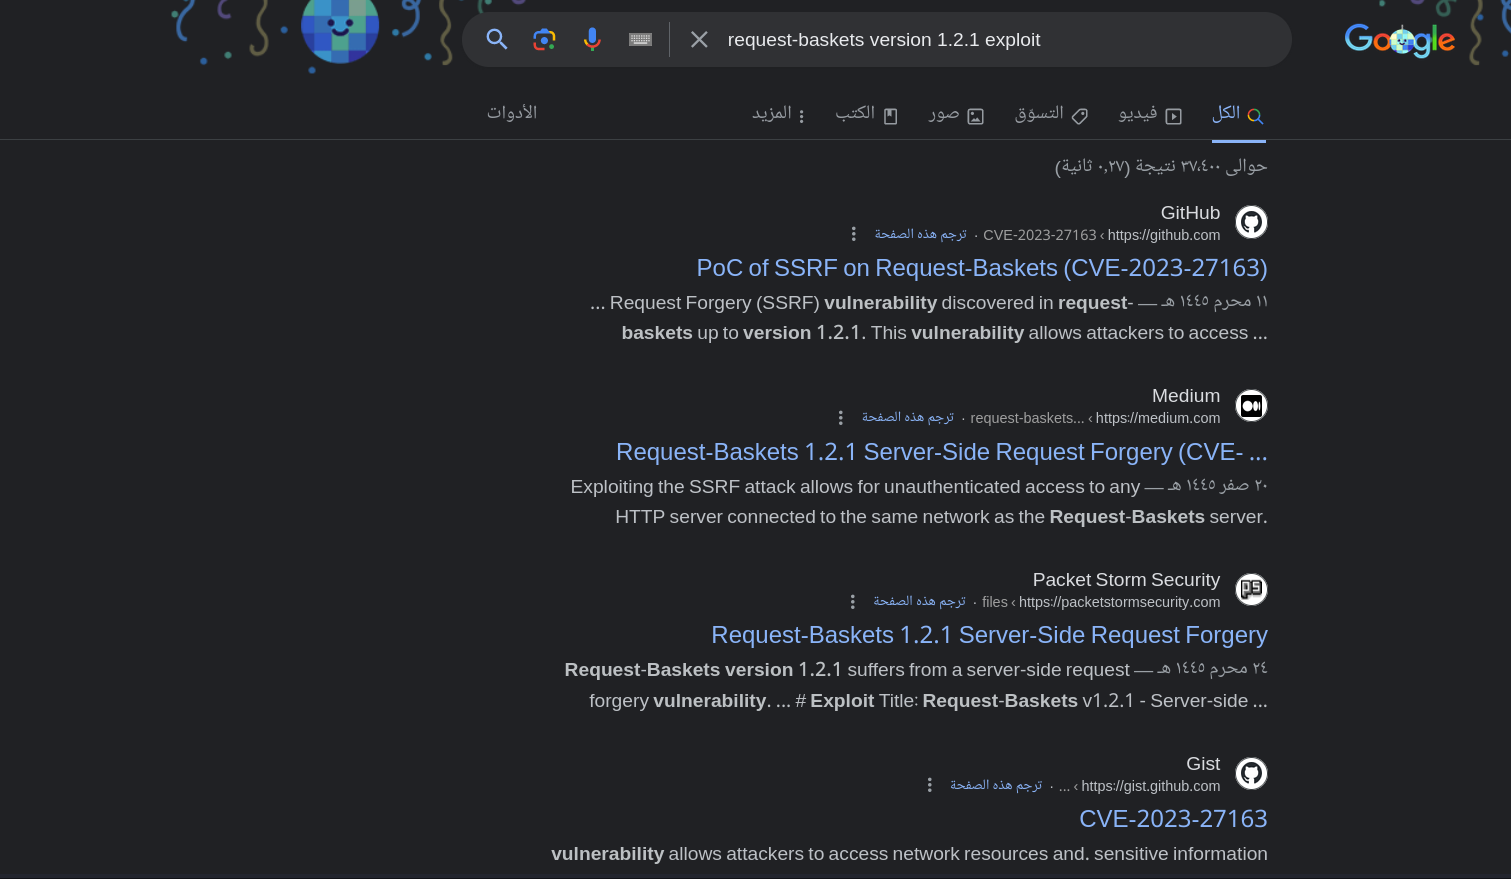 request-baskets version 1.2.1 exploit
Google
الكل
فيديو
التسوّق
صور
الكتب
المزيد
الأدوات
حوالى ٣٧،٤٠٠ نتيجة (٠,٢٧ ثانية)
GitHub
https://github.com › CVE-2023-27163 · ترجم هذه الصفحة
PoC of SSRF on Request-Baskets (CVE-2023-27163)
١١ محرم ١٤٤٥ هـ — Request Forgery (SSRF) vulnerability discovered in request- ...
baskets up to version 1.2.1. This vulnerability allows attackers to access ...
Medium
https://medium.com › request-baskets... · ترجم هذه الصفحة
Request-Baskets 1.2.1 Server-Side Request Forgery (CVE- ...
٢٠ صفر ١٤٤٥ هـ — Exploiting the SSRF attack allows for unauthenticated access to any
HTTP server connected to the same network as the Request-Baskets server.
Packet Storm Security
https://packetstormsecurity.com › files · ترجم هذه الصفحة
Request-Baskets 1.2.1 Server-Side Request Forgery
٢٤ محرم ١٤٤٥ هـ — Request-Baskets version 1.2.1 suffers from a server-side request
forgery vulnerability. ... # Exploit Title: Request-Baskets v1.2.1 - Server-side ...
Gist
https://gist.github.com › ... · ترجم هذه الصفحة
CVE-2023-27163
vulnerability allows attackers to access network resources and. sensitive information